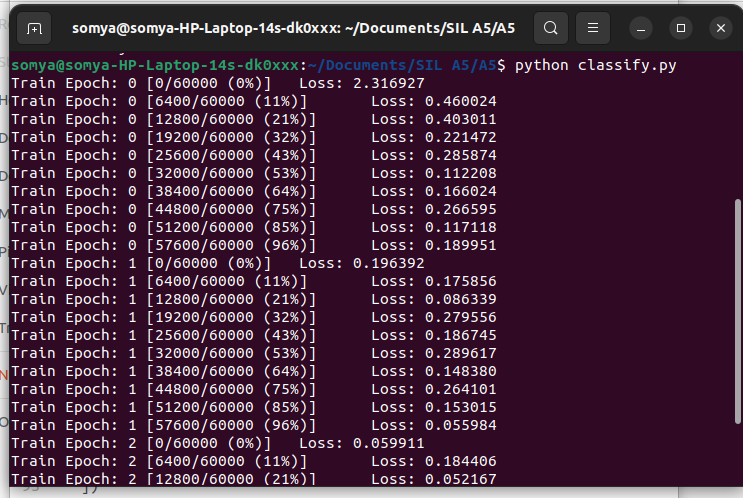 somya@somya-HP-Laptop-14s-dk0xxx: ~/Documents/SIL A5/A5
somya@somya-HP-Laptop-14s-dk0xxx:~/Documents/SIL A5/A5$ python classify.py
Train Epoch: 0 [0/60000 (0%)]	Loss: 2.316927
Train Epoch: 0 [6400/60000 (11%)]	Loss: 0.460024
Train Epoch: 0 [12800/60000 (21%)]	Loss: 0.403011
Train Epoch: 0 [19200/60000 (32%)]	Loss: 0.221472
Train Epoch: 0 [25600/60000 (43%)]	Loss: 0.285874
Train Epoch: 0 [32000/60000 (53%)]	Loss: 0.112208
Train Epoch: 0 [38400/60000 (64%)]	Loss: 0.166024
Train Epoch: 0 [44800/60000 (75%)]	Loss: 0.266595
Train Epoch: 0 [51200/60000 (85%)]	Loss: 0.117118
Train Epoch: 0 [57600/60000 (96%)]	Loss: 0.189951
Train Epoch: 1 [0/60000 (0%)]	Loss: 0.196392
Train Epoch: 1 [6400/60000 (11%)]	Loss: 0.175856
Train Epoch: 1 [12800/60000 (21%)]	Loss: 0.086339
Train Epoch: 1 [19200/60000 (32%)]	Loss: 0.279556
Train Epoch: 1 [25600/60000 (43%)]	Loss: 0.186745
Train Epoch: 1 [32000/60000 (53%)]	Loss: 0.289617
Train Epoch: 1 [38400/60000 (64%)]	Loss: 0.148380
Train Epoch: 1 [44800/60000 (75%)]	Loss: 0.264101
Train Epoch: 1 [51200/60000 (85%)]	Loss: 0.153015
Train Epoch: 1 [57600/60000 (96%)]	Loss: 0.055984
Train Epoch: 2 [0/60000 (0%)]	Loss: 0.059911
Train Epoch: 2 [6400/60000 (11%)]	Loss: 0.184406
Train Epoch: 2 [12800/60000 (21%)]	Loss: 0.052167